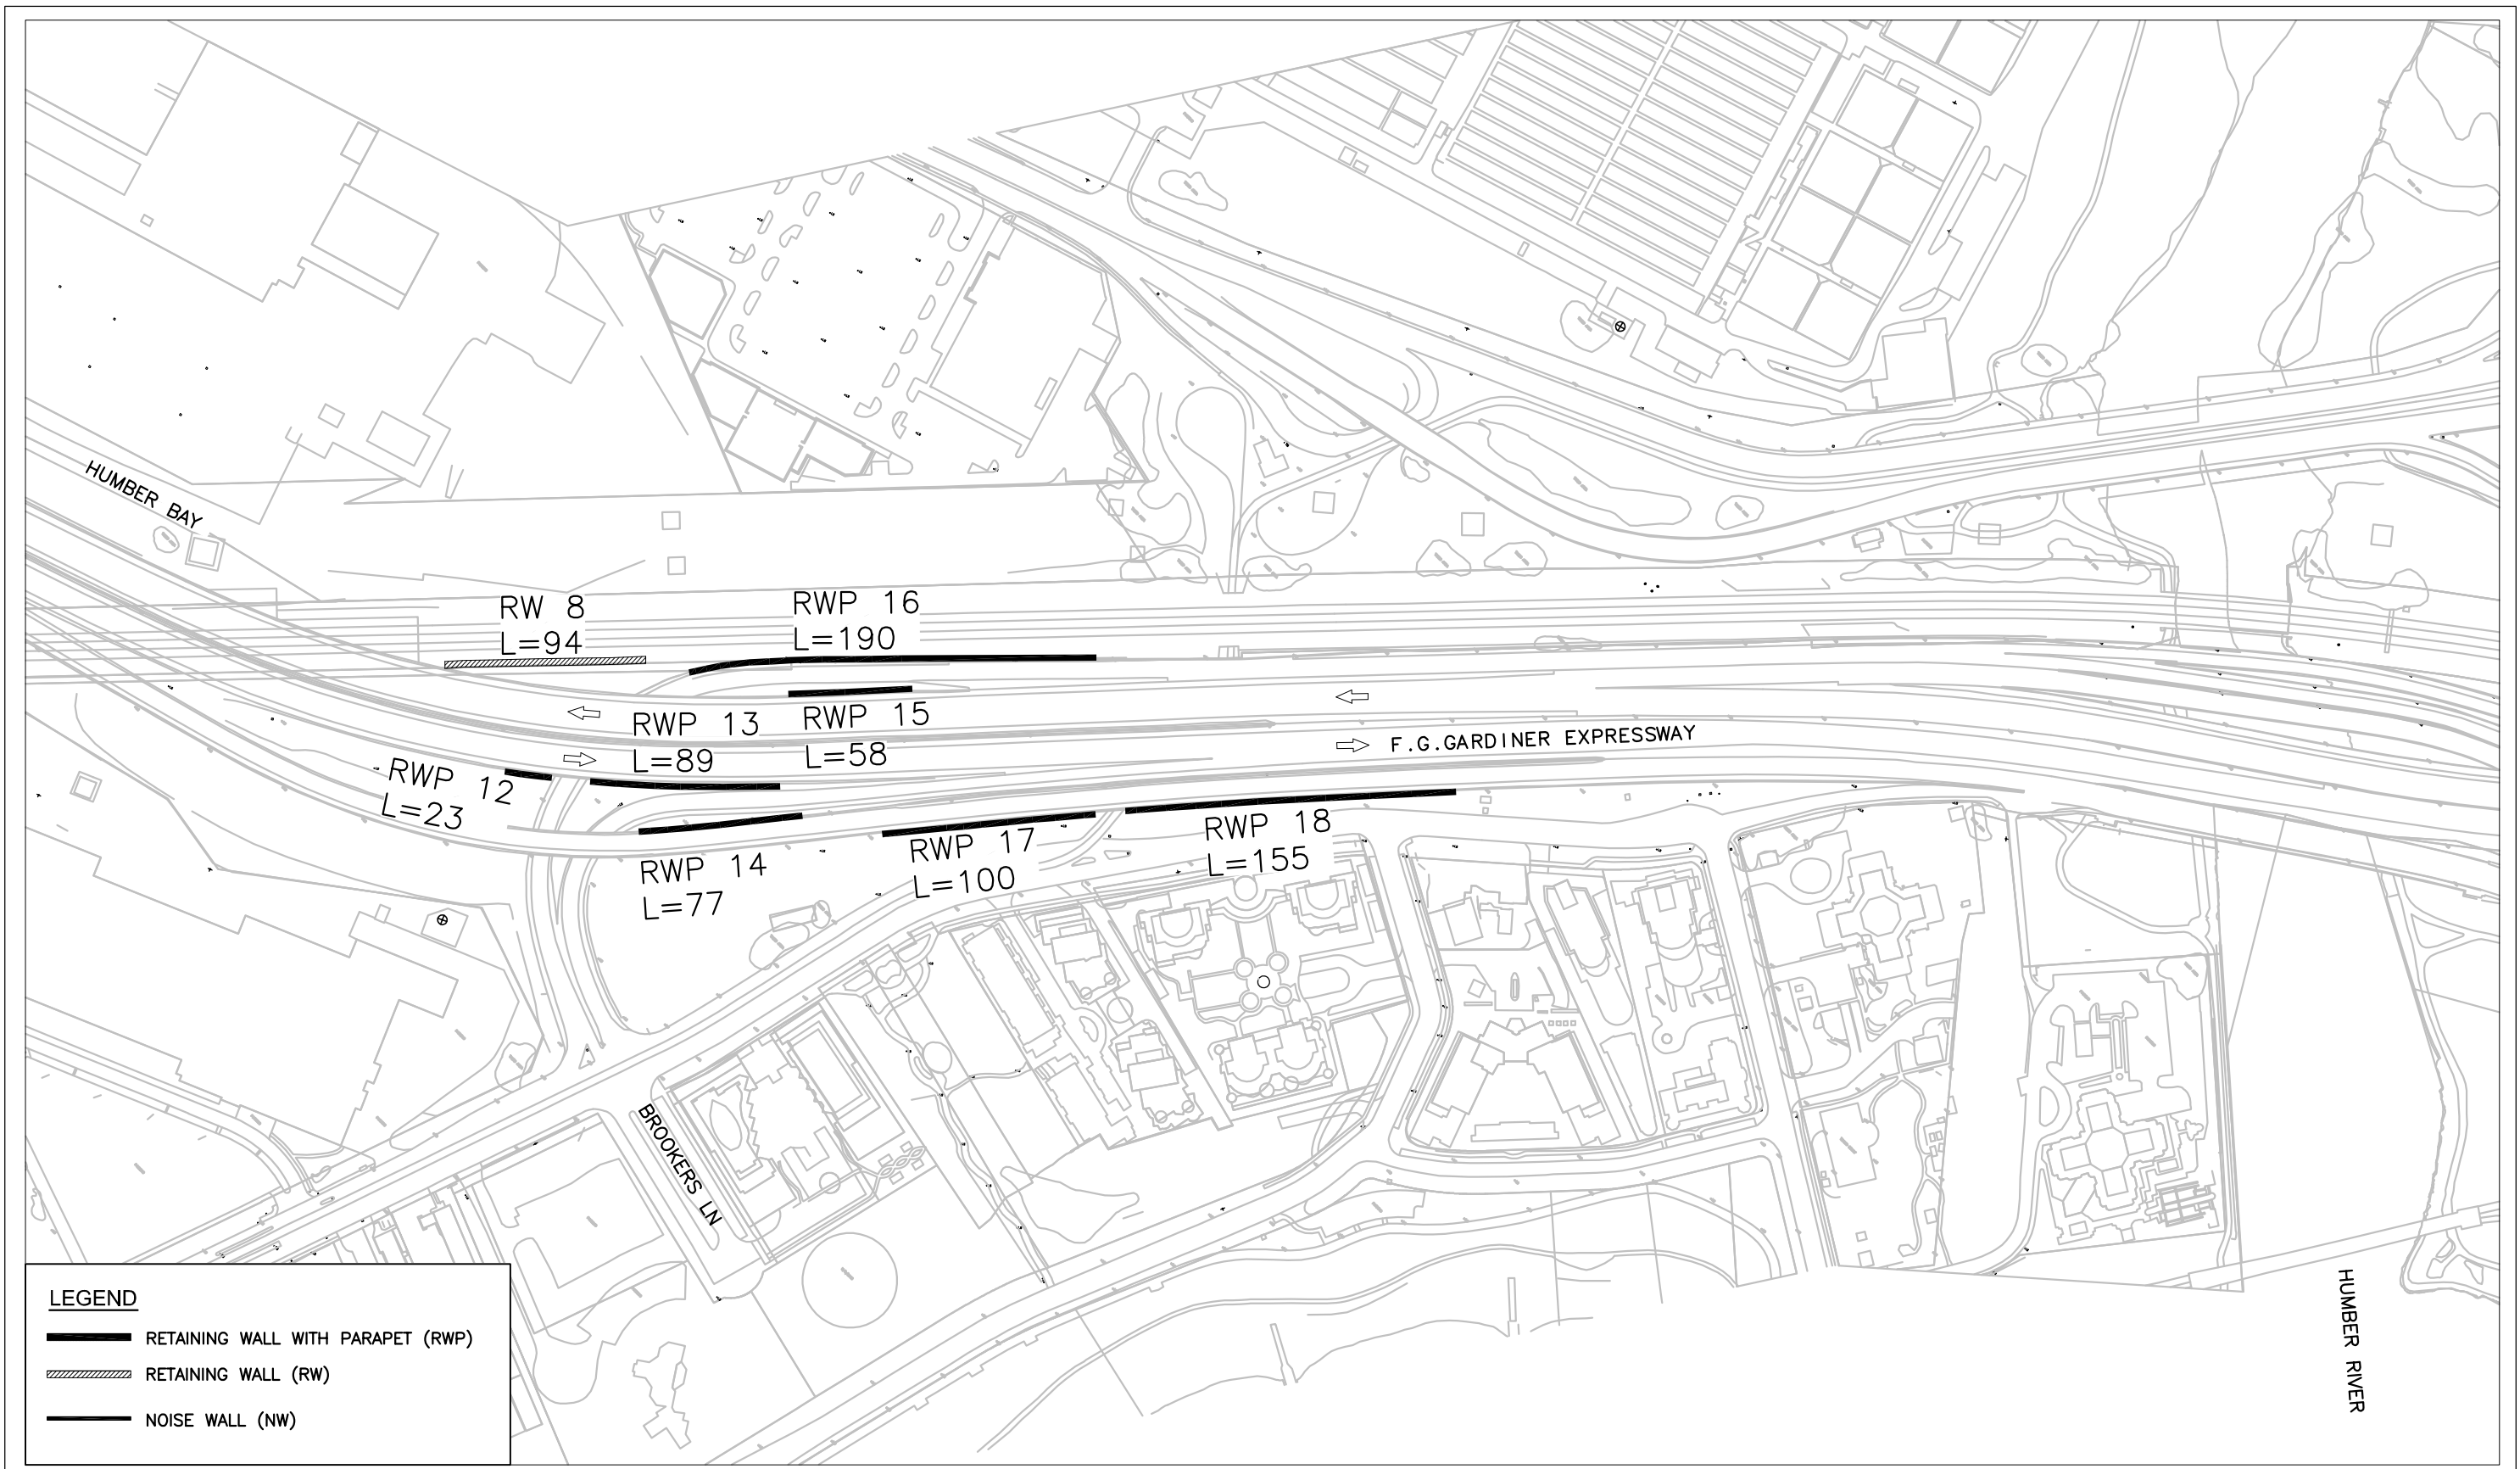 HUMBER BAY
RW 8
L=94
RWP 16
L=190
RWP 13
L=89
RWP 15
L=58
F.G.GARDINER EXPRESSWAY
RWP 12
L=23
RWP 14
L=77
RWP 17
L=100
RWP 18
L=155
BROOKERS LN
HUMBER RIVER
LEGEND
RETAINING WALL WITH PARAPET (RWP)
RETAINING WALL (RW)
NOISE WALL (NW)